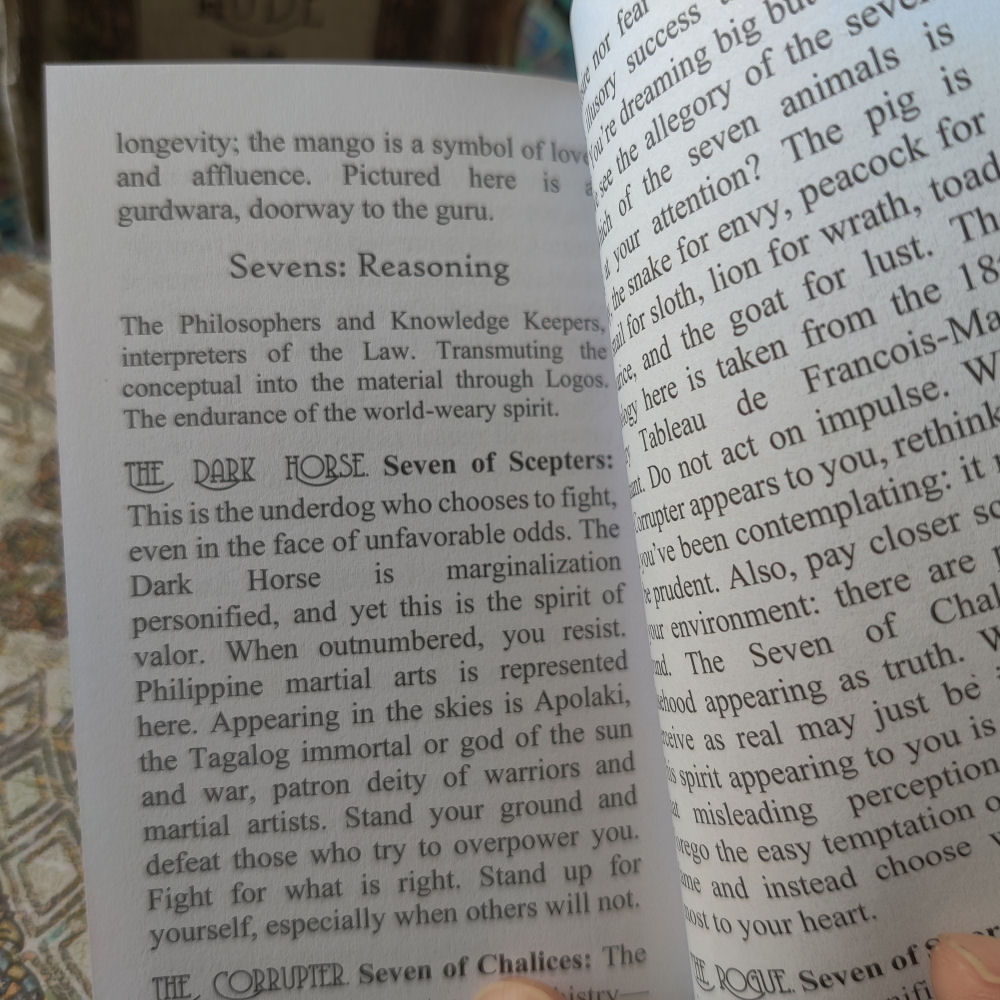 longevity; the mango is a symbol of love
and affluence. Pictured here is a
gurdwara, doorway to the guru.
Sevens: Reasoning
The Philosophers and Knowledge Keepers,
interpreters of the Law. Transmuting the
conceptual into the material through Logos.
The endurance of the world-weary spirit.
THE DARK HORSE. Seven of Scepters:
This is the underdog who chooses to fight,
even in the face of unfavorable odds. The
Dark Horse is marginalization
personified, and yet this is the spirit of
valor. When outnumbered, you resist.
Philippine martial arts is represented
here. Appearing in the skies is Apolaki,
the Tagalog immortal or god of the sun
and war, patron deity of warriors and
martial artists. Stand your ground and
defeat those who try to overpower you.
Fight for what is right. Stand up for
yourself, especially when others will not.
THE CORRUPTER. Seven of Chalices: The
nor fear
success
You're dreaming big but
see the allegory of the seven
of the seven animals is
your attention? The pig is
the snake for envy, peacock for
for sloth, lion for wrath, toad
and the goat for lust. The
here is taken from the
Tableau de
Do not act on impulse.
appears to you, rethink
you've been contemplating: it
prudent. Also, pay closer
environment: there are
The Seven of
appearing as truth.
as real may just be
spirit appearing to you is
misleading perception
the easy temptation
and instead choose
to your heart.
THE ROGUE. Seven of